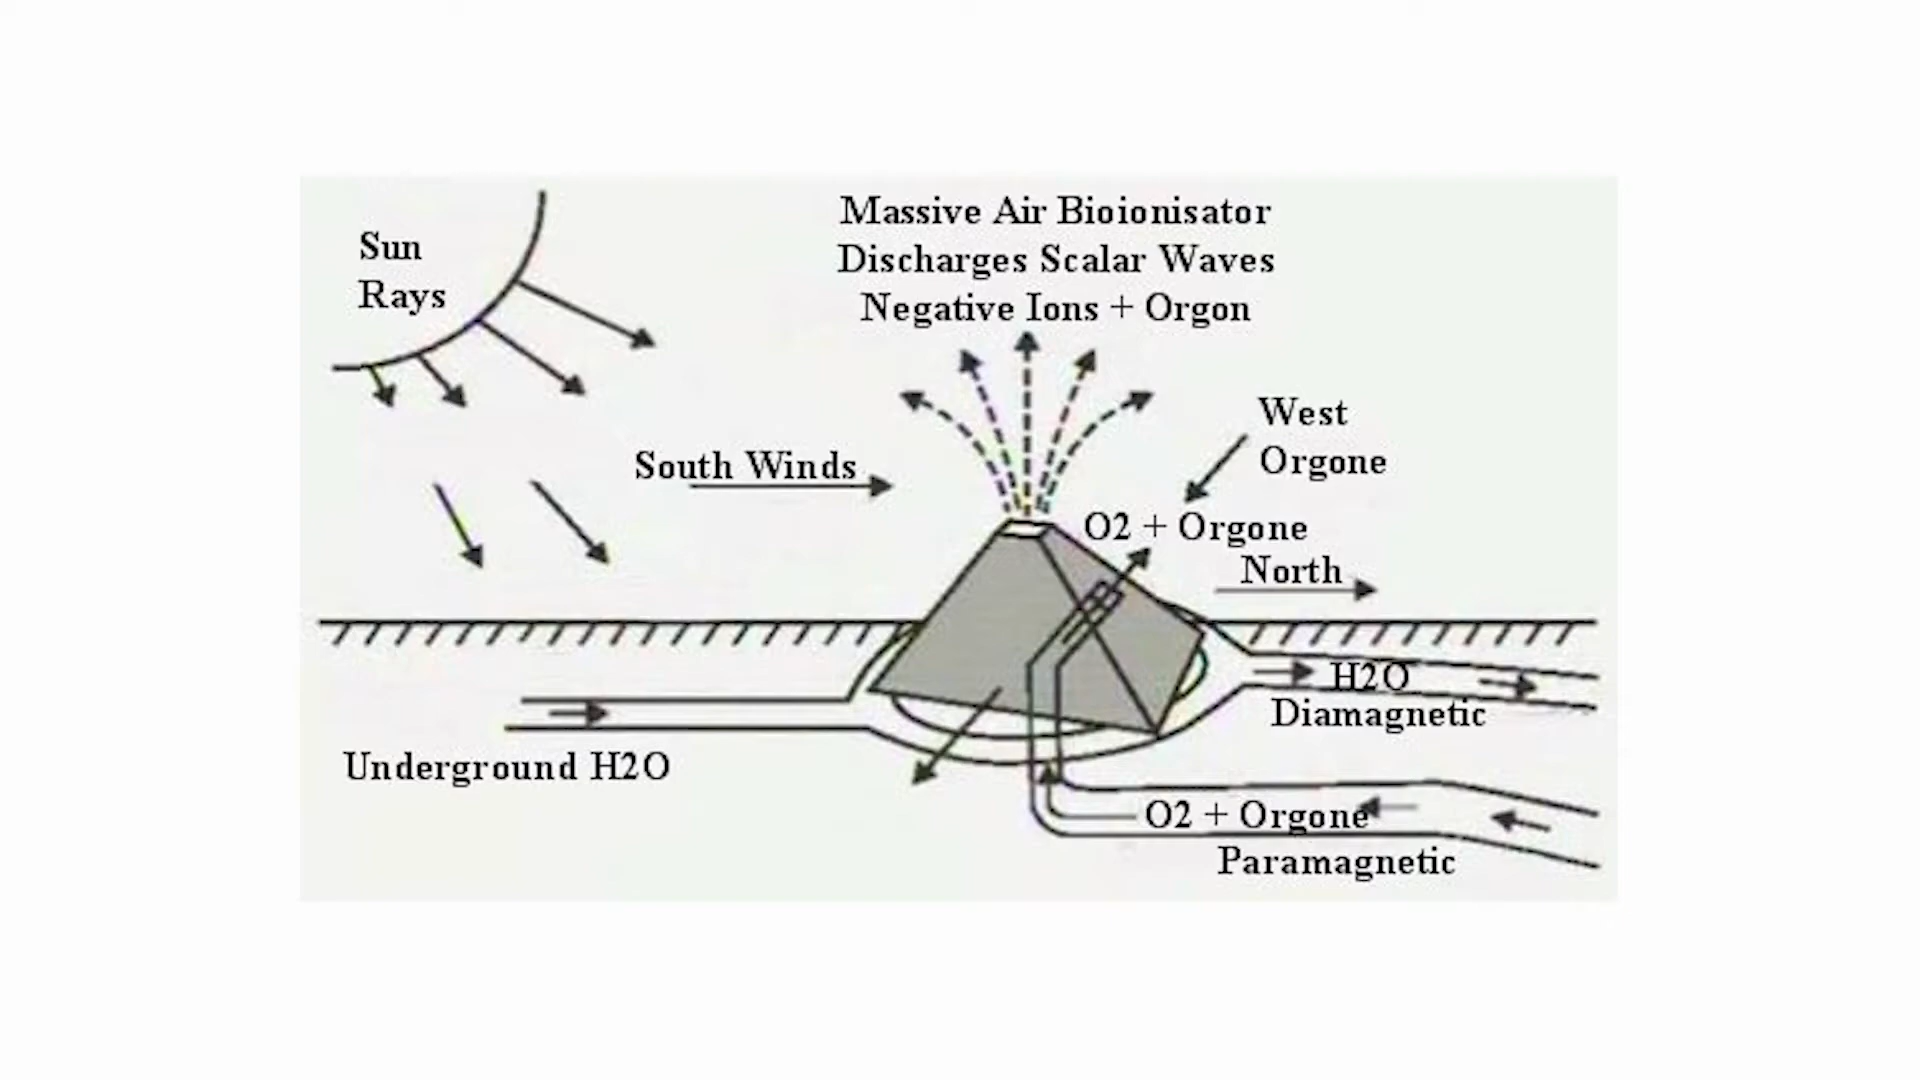 Sun
Rays
Massive Air Bioionisator
Discharges Scalar Waves
Negative Ions + Orgon
South Winds
West
Orgone
O2 + Orgone
North
H2O
Diamagnetic
Underground H2O
O2 + Orgone
Paramagnetic